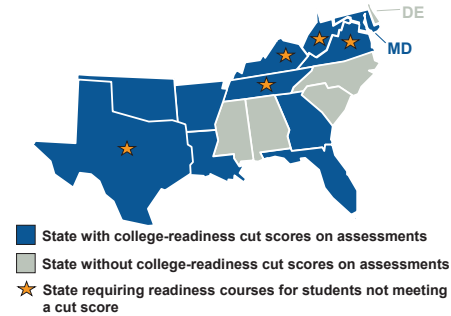 DE
MD
State with college-readiness cut scores on assessments
State without college-readiness cut scores on assessments
State requiring readiness courses for students not meeting
a cut score